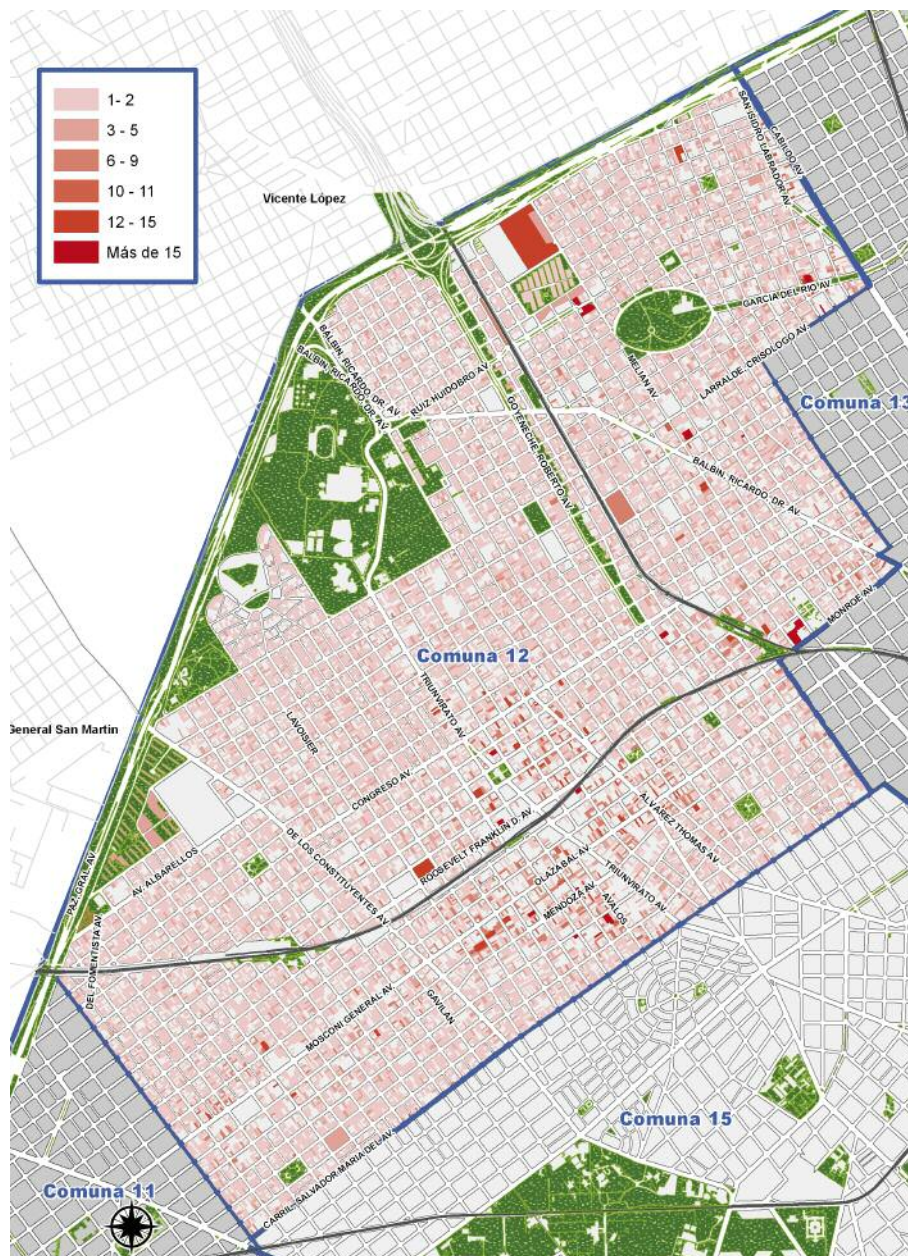 1- 2
3 - 5
6 - 9
10 - 11
12 - 15
Más de 15
Vicente López
SAN ISIDRO LABRADOR AV.
CABILDO AV.
GARCIA DEL RIO AV.
BALBIN, RICARDO, DR. AV
BALBIN, RICARDO, DR. AV.
RUIZ HUIDOBRO AV.
MELIAN AV.
LARRALDE, CRISOLOGO AV.
Comuna 13
GOYENECHE, ROBERTO AV.
BALBIN, RICARDO, DR. AV.
MONROE AV.
Comuna 12
TRIUNVIRATO AV.
General San Martín
LAVOISIER
CONGRESO AV.
ALVAREZ THOMAS AV.
ROOSEVELT FRANKLIN D. AV.
DE LOS CONSTITUYENTES AV.
OLAZABAL AV.
TRIUNVIRATO AV.
AV. ALBARELLOS
MENDOZA AV.
AVALOS
PAZ, GRAL. AV.
DEL FOMENTISTA AV.
GAVILAN
MOSCONI GENERAL AV.
Comuna 15
CARRIL, SALVADOR MARIA DEL AV.
Comuna 11